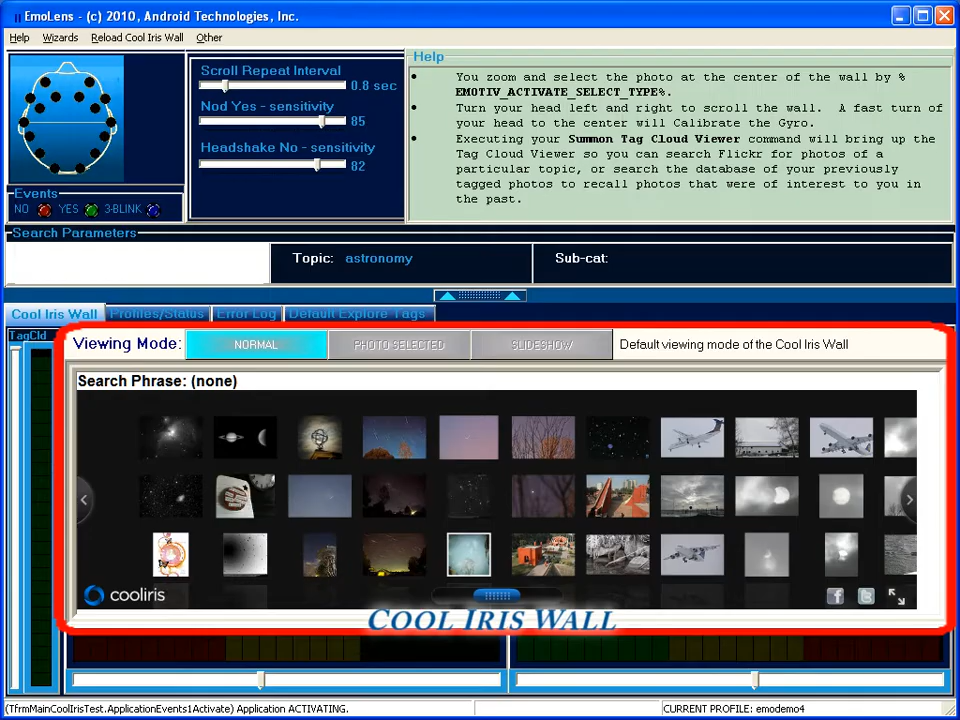 EmoLens - (c) 2010, Android Technologies, Inc.
Help Wizards Reload Cool Iris Wall Other
Scroll Repeat Interval
0.8 sec
Nod Yes - sensitivity
85
Headshake No - sensitivity
82
Events
NO YES 3-BLINK
Help
• You zoom and select the photo at the center of the wall by %
EMOTIV_ACTIVATE_SELECT_TYPE%.
• Turn your head left and right to scroll the wall. A fast turn of
your head to the center will Calibrate the Gyro.
• Executing your Summon Tag Cloud Viewer command will bring up the
Tag Cloud Viewer so you can search Flickr for photos of a
particular topic, or search the database of your previously
tagged photos to recall photos that were of interest to you in
the past.
Search Parameters
Topic: astronomy Sub-cat:
Cool Iris Wall Profiles/Status Error Log Default Explore Tags
TagCld
Viewing Mode: NORMAL PHOTO SELECTED SLIDESHOW Default viewing mode of the Cool Iris Wall
Search Phrase: (none)
cooliris
COOL IRIS WALL
(TfrmMainCoolIrisTest.ApplicationEvents1Activate) Application ACTIVATING. CURRENT PROFILE: emodemo4